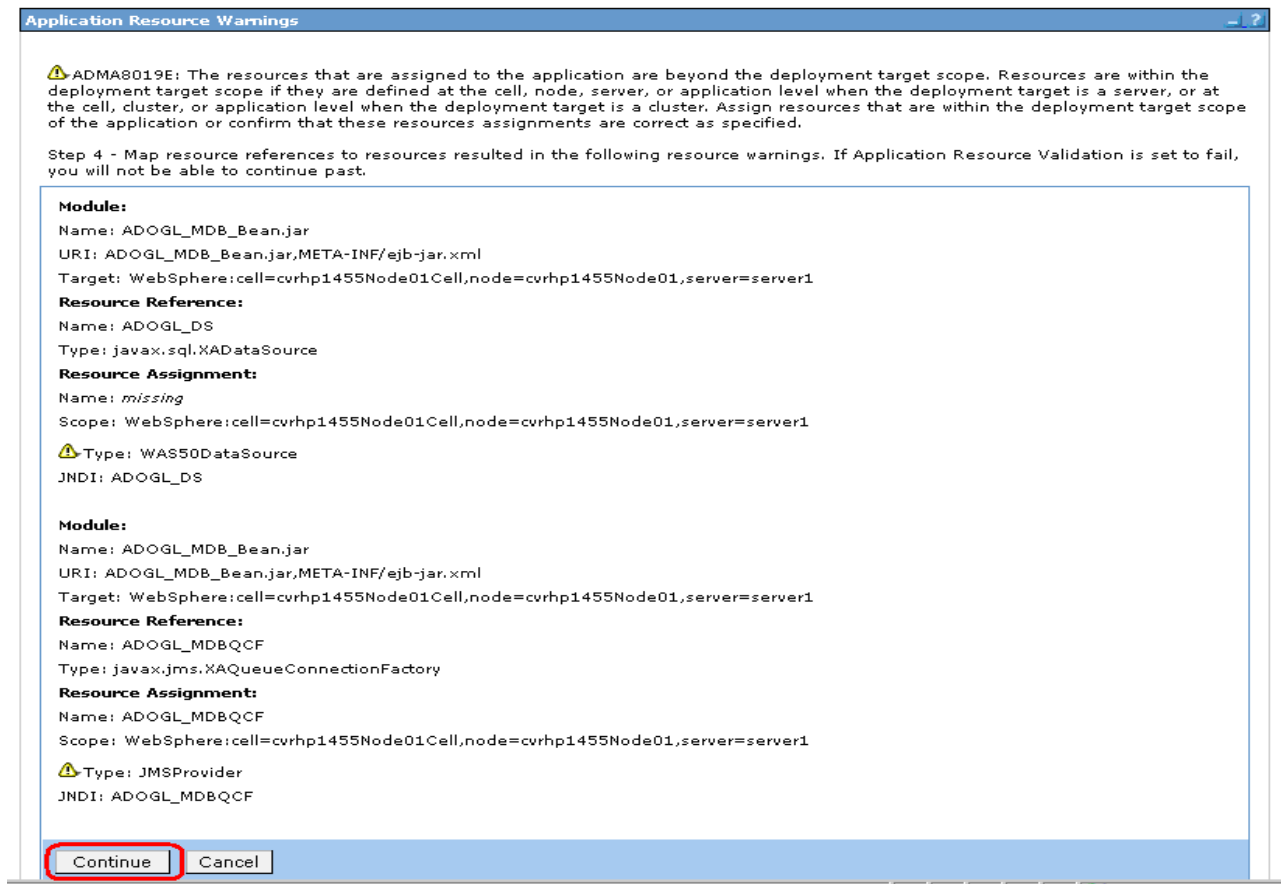 Application Resource Warnings
ADMA8019E: The resources that are assigned to the application are beyond the deployment target scope. Resources are within the
deployment target scope if they are defined at the cell, node, server, or application level when the deployment target is a server, or at
the cell, cluster, or application level when the deployment target is a cluster. Assign resources that are within the deployment target scope
of the application or confirm that these resources assignments are correct as specified.
Step 4 - Map resource references to resources resulted in the following resource warnings. If Application Resource Validation is set to fail,
you will not be able to continue past.
Module:
Name: ADOGL_MDB_Bean.jar
URI: ADOGL_MDB_Bean.jar,META-INF/ejb-jar.xml
Target: WebSphere:cell=cvrhp1455Node01Cell,node=cvrhp1455Node01,server=server1
Resource Reference:
Name: ADOGL_DS
Type: javax.sql.XADataSource
Resource Assignment:
Name: missing
Scope: WebSphere:cell=cvrhp1455Node01Cell,node=cvrhp1455Node01,server=server1
Type: WAS50DataSource
JNDI: ADOGL_DS
Module:
Name: ADOGL_MDB_Bean.jar
URI: ADOGL_MDB_Bean.jar,META-INF/ejb-jar.xml
Target: WebSphere:cell=cvrhp1455Node01Cell,node=cvrhp1455Node01,server=server1
Resource Reference:
Name: ADOGL_MDBQCF
Type: javax.jms.XAQueueConnectionFactory
Resource Assignment:
Name: ADOGL_MDBQCF
Scope: WebSphere:cell=cvrhp1455Node01Cell,node=cvrhp1455Node01,server=server1
Type: JMSProvider
JNDI: ADOGL_MDBQCF
Continue Cancel